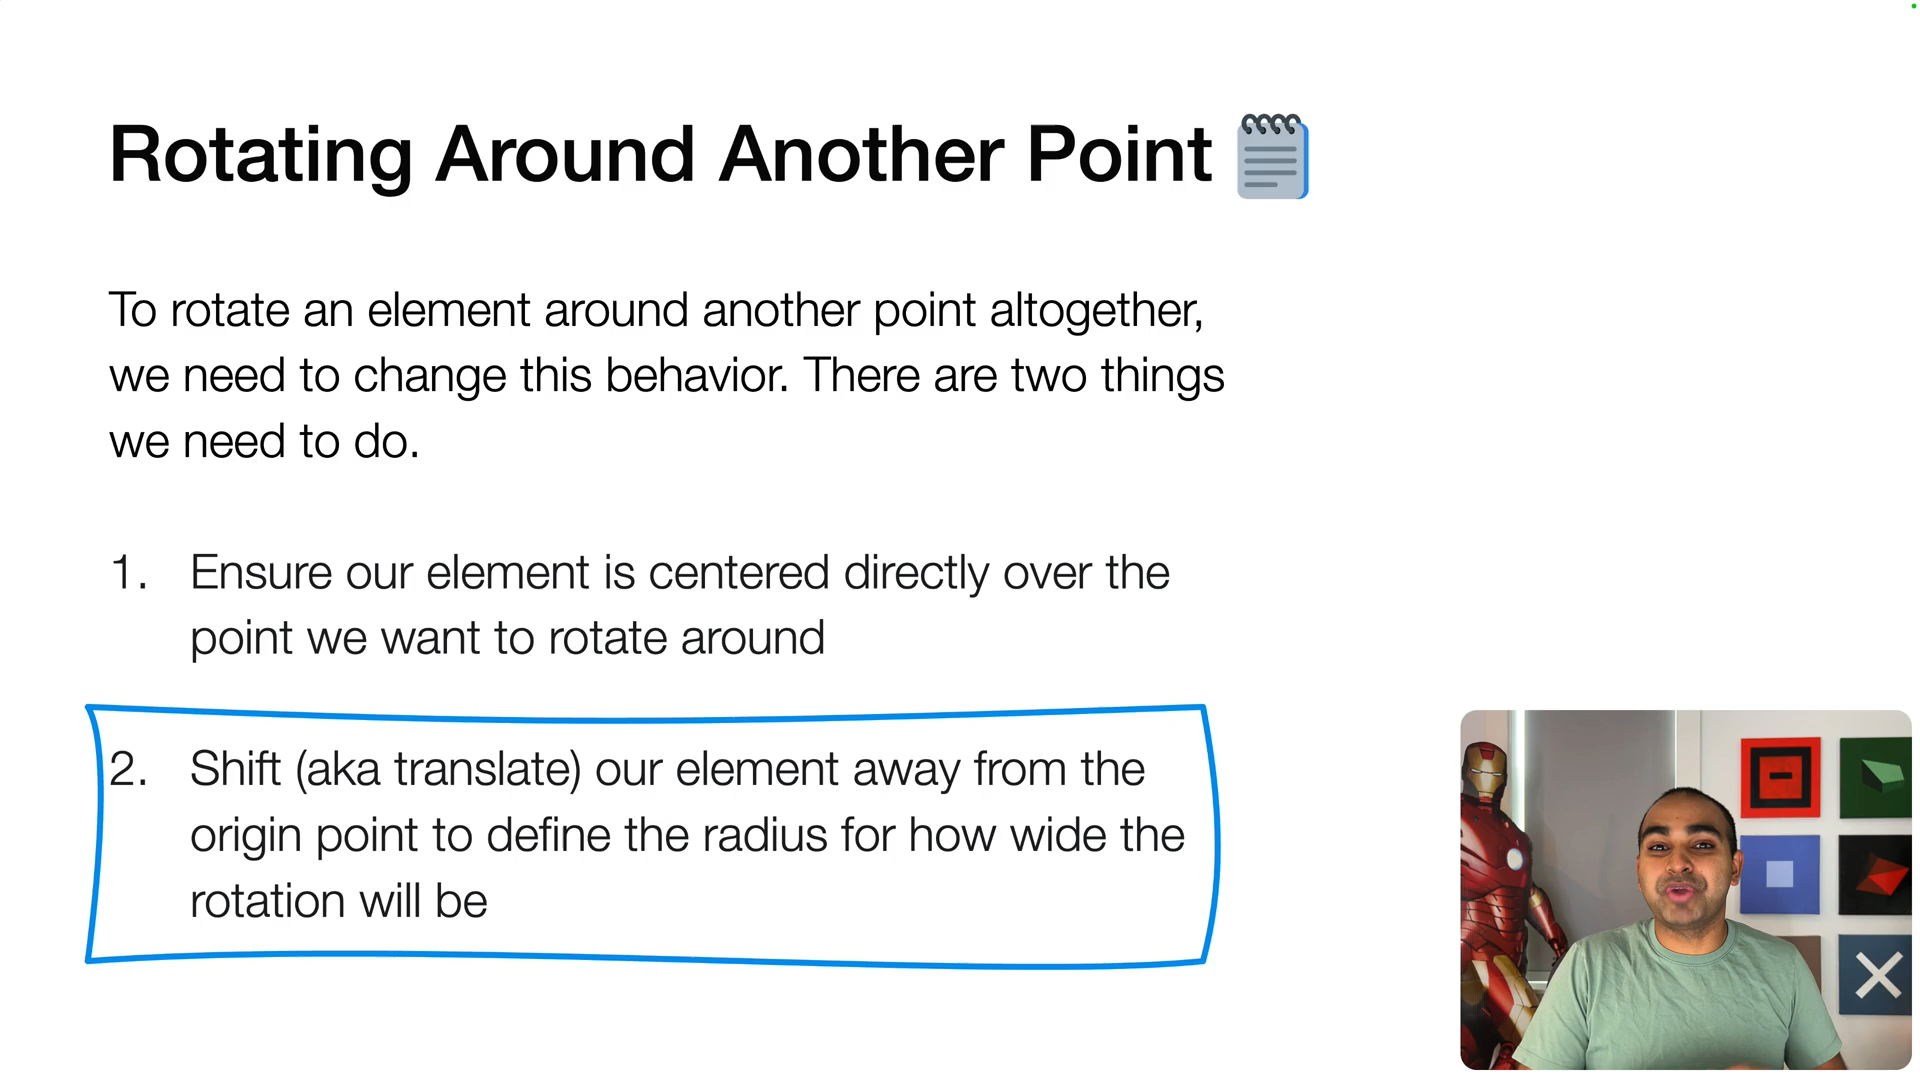 Rotating Around Another Point
To rotate an element around another point altogether,
we need to change this behavior. There are two things
we need to do.
1. Ensure our element is centered directly over the
point we want to rotate around
2. Shift (aka translate) our element away from the
origin point to define the radius for how wide the
rotation will be